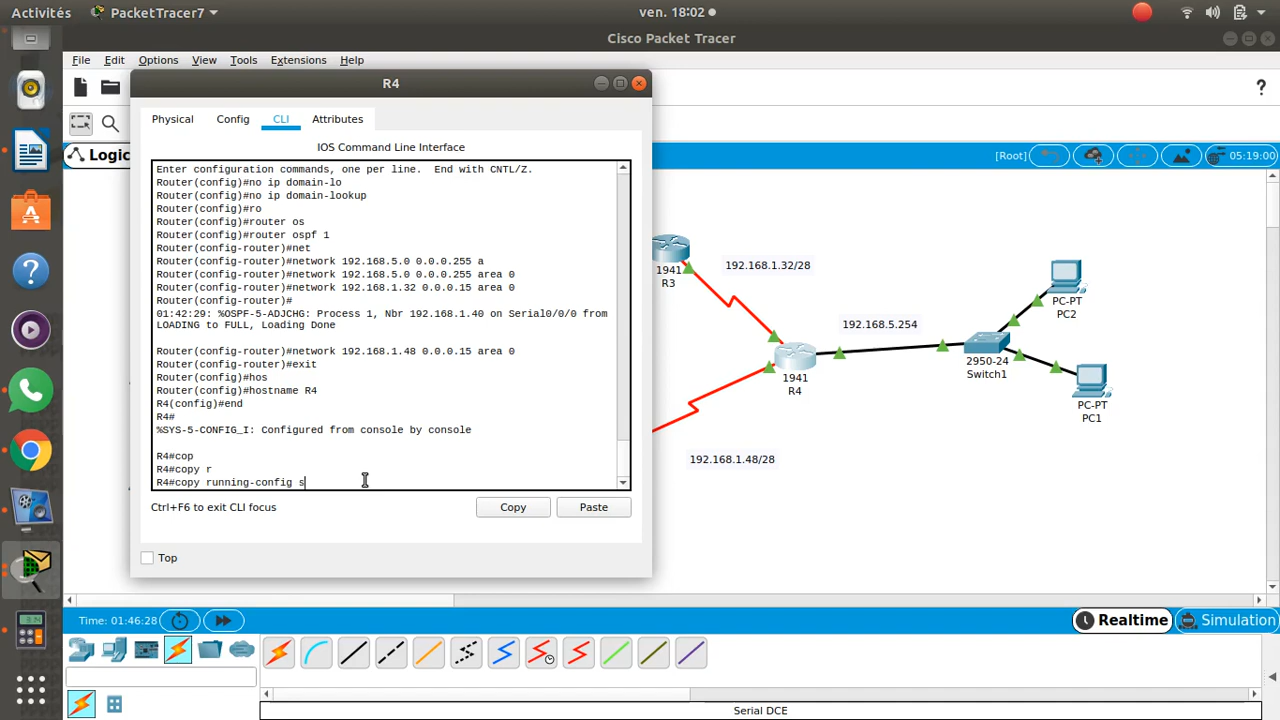 Activités
PacketTracer7
ven. 18:02
Cisco Packet Tracer
File Edit Options View Tools Extensions Help
R4
Physical Config CLI Attributes
IOS Command Line Interface
Logic
[Root]
05:19:00
Enter configuration commands, one per line. End with CNTL/Z.
Router(config)#no ip domain-lo
Router(config)#no ip domain-lookup
Router(config)#ro
Router(config)#router os
Router(config)#router ospf 1
Router(config-router)#net
Router(config-router)#network 192.168.5.0 0.0.0.255 a
Router(config-router)#network 192.168.5.0 0.0.0.255 area 0
Router(config-router)#network 192.168.1.32 0.0.0.15 area 0
Router(config-router)#
01:42:29: %OSPF-5-ADJCHG: Process 1, Nbr 192.168.1.40 on Serial0/0/0 from
LOADING to FULL, Loading Done
Router(config-router)#network 192.168.1.48 0.0.0.15 area 0
Router(config-router)#exit
Router(config)#hos
Router(config)#hostname R4
R4(config)#end
R4#
%SYS-5-CONFIG_I: Configured from console by console
R4#cop
R4#copy r
R4#copy running-config s
Ctrl+F6 to exit CLI focus
Copy
Paste
Top
1941
R3
192.168.1.32/28
192.168.5.254
1941
R4
192.168.1.48/28
2950-24
Switch1
PC-PT
PC2
PC-PT
PC1
Time: 01:46:28
Realtime
Simulation
Serial DCE